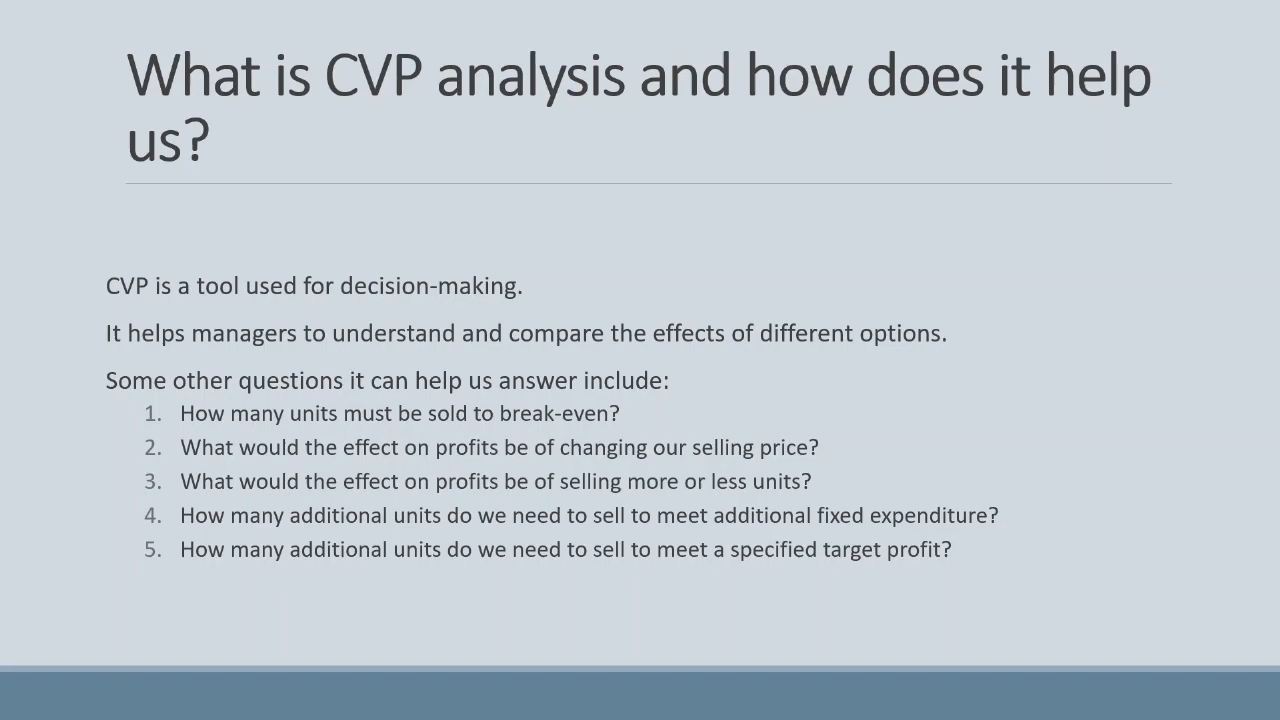 What is CVP analysis and how does it help
us?
CVP is a tool used for decision-making.
It helps managers to understand and compare the effects of different options.
Some other questions it can help us answer include:
1. How many units must be sold to break-even?
2. What would the effect on profits be of changing our selling price?
3. What would the effect on profits be of selling more or less units?
4. How many additional units do we need to sell to meet additional fixed expenditure?
5. How many additional units do we need to sell to meet a specified target profit?